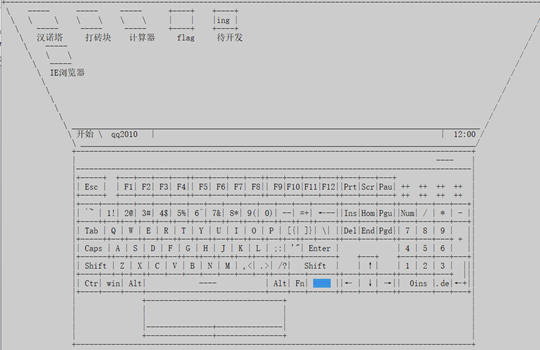 ing
汉诺塔 打砖块 计算器 flag 待开发
IE浏览器
开始 qq2010 12:00
Esc F1 F2 F3 F4 F5 F6 F7 F8 F9 F10 F11 F12 Prt Scr Pau
`~ 1! 2@ 3# 4$ 5% 6^ 7& 8* 9( 0) -- =+ ←-- Ins Hom Pgu Num / * -
Tab Q W E R T Y U I O P [{ ]} \| Del End Pgd 7 8 9 +
Caps A S D F G H J K L ;: '" Enter 4 5 6
Shift Z X C V B N M ,< .> /? Shift ↑ 1 2 3
Ctr win Alt ---- Alt Fn ← ↓ → 0ins .de ←+